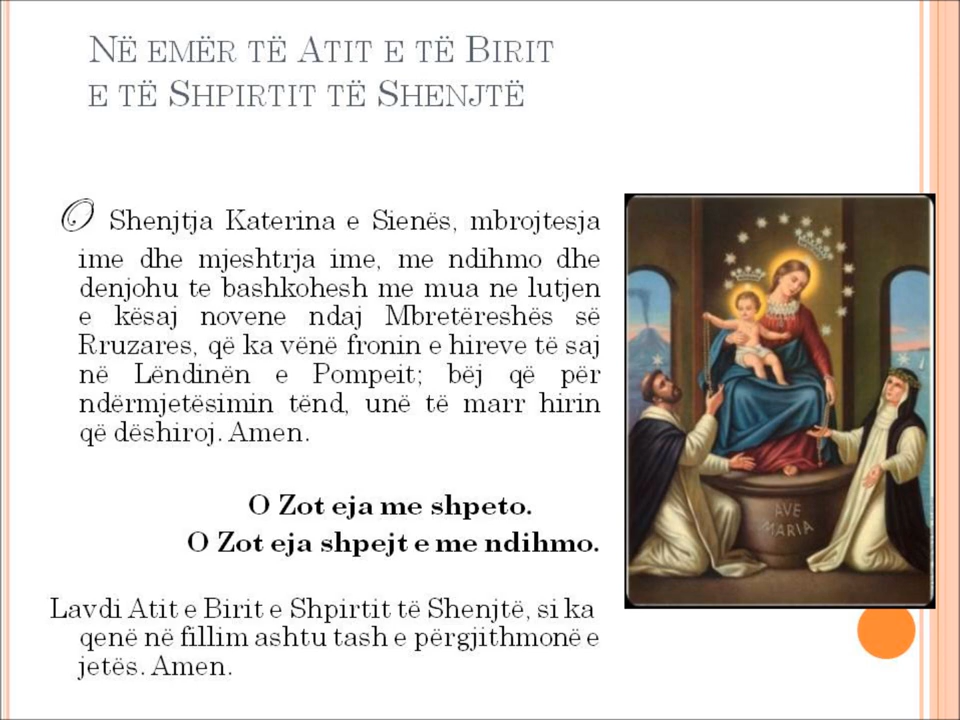 NË EMËR TË ATIT E TË BIRIT
E TË SHPIRTIT TË SHENJTË
O Shenjtja Katerina e Sienës, mbrojtesja
ime dhe mjeshtrja ime, me ndihmo dhe
denjohu te bashkohesh me mua ne lutjen
e kësaj novene ndaj Mbretëreshës së
Rruzares, që ka vënë fronin e hireve të saj
në Lëndinën e Pompeit; bëj që për
ndërmjetësimin tënd, unë të marr hirin
që dëshiroj. Amen.
O Zot eja me shpeto.
O Zot eja shpejt e me ndihmo.
Lavdi Atit e Birit e Shpirtit të Shenjtë, si ka
qenë në fillim ashtu tash e përgjithmonë e
jetës. Amen.
AVE
MARIA